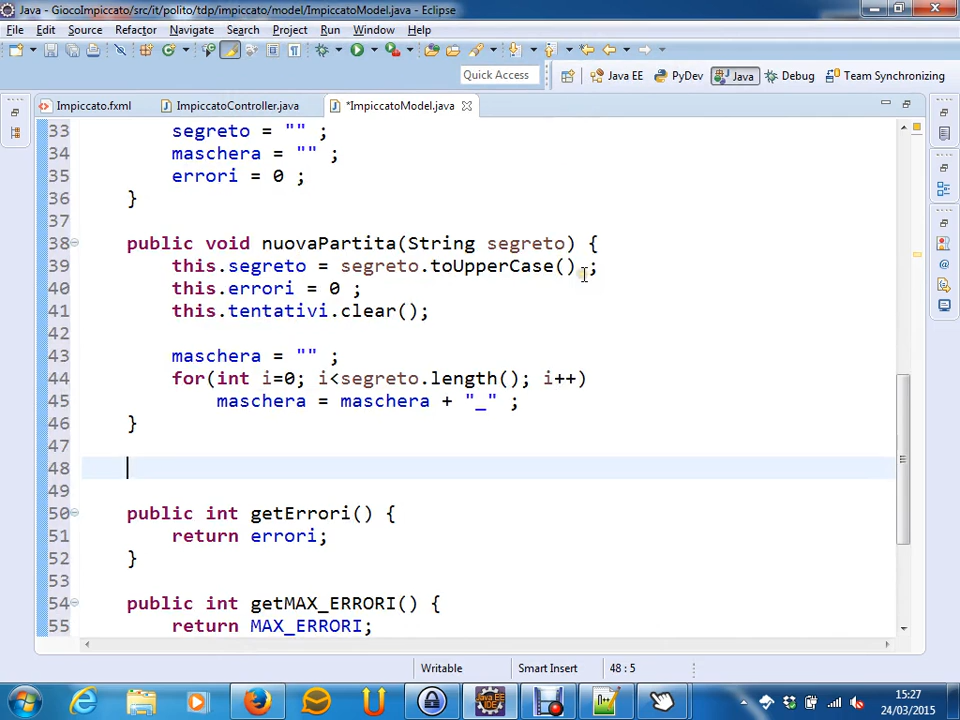 Java - GiocoImpiccato/src/it/polito/tdp/impiccato/model/ImpiccatoModel.java - Eclipse
File Edit Source Refactor Navigate Search Project Run Window Help
Quick Access Java EE PyDev Java Debug Team Synchronizing
Impiccato.fxml ImpiccatoController.java *ImpiccatoModel.java
33 segreto = "" ;
34 maschera = "" ;
35 errori = 0 ;
36 }
37
38 public void nuovaPartita(String segreto) {
39 this.segreto = segreto.toUpperCase() ;
40 this.errori = 0 ;
41 this.tentativi.clear();
42
43 maschera = "" ;
44 for(int i=0; i<segreto.length(); i++)
45 maschera = maschera + "_" ;
46 }
47
48
49
50 public int getErrori() {
51 return errori;
52 }
53
54 public int getMAX_ERRORI() {
55 return MAX_ERRORI;
Writable Smart Insert 48 : 5
15:27
24/03/2015